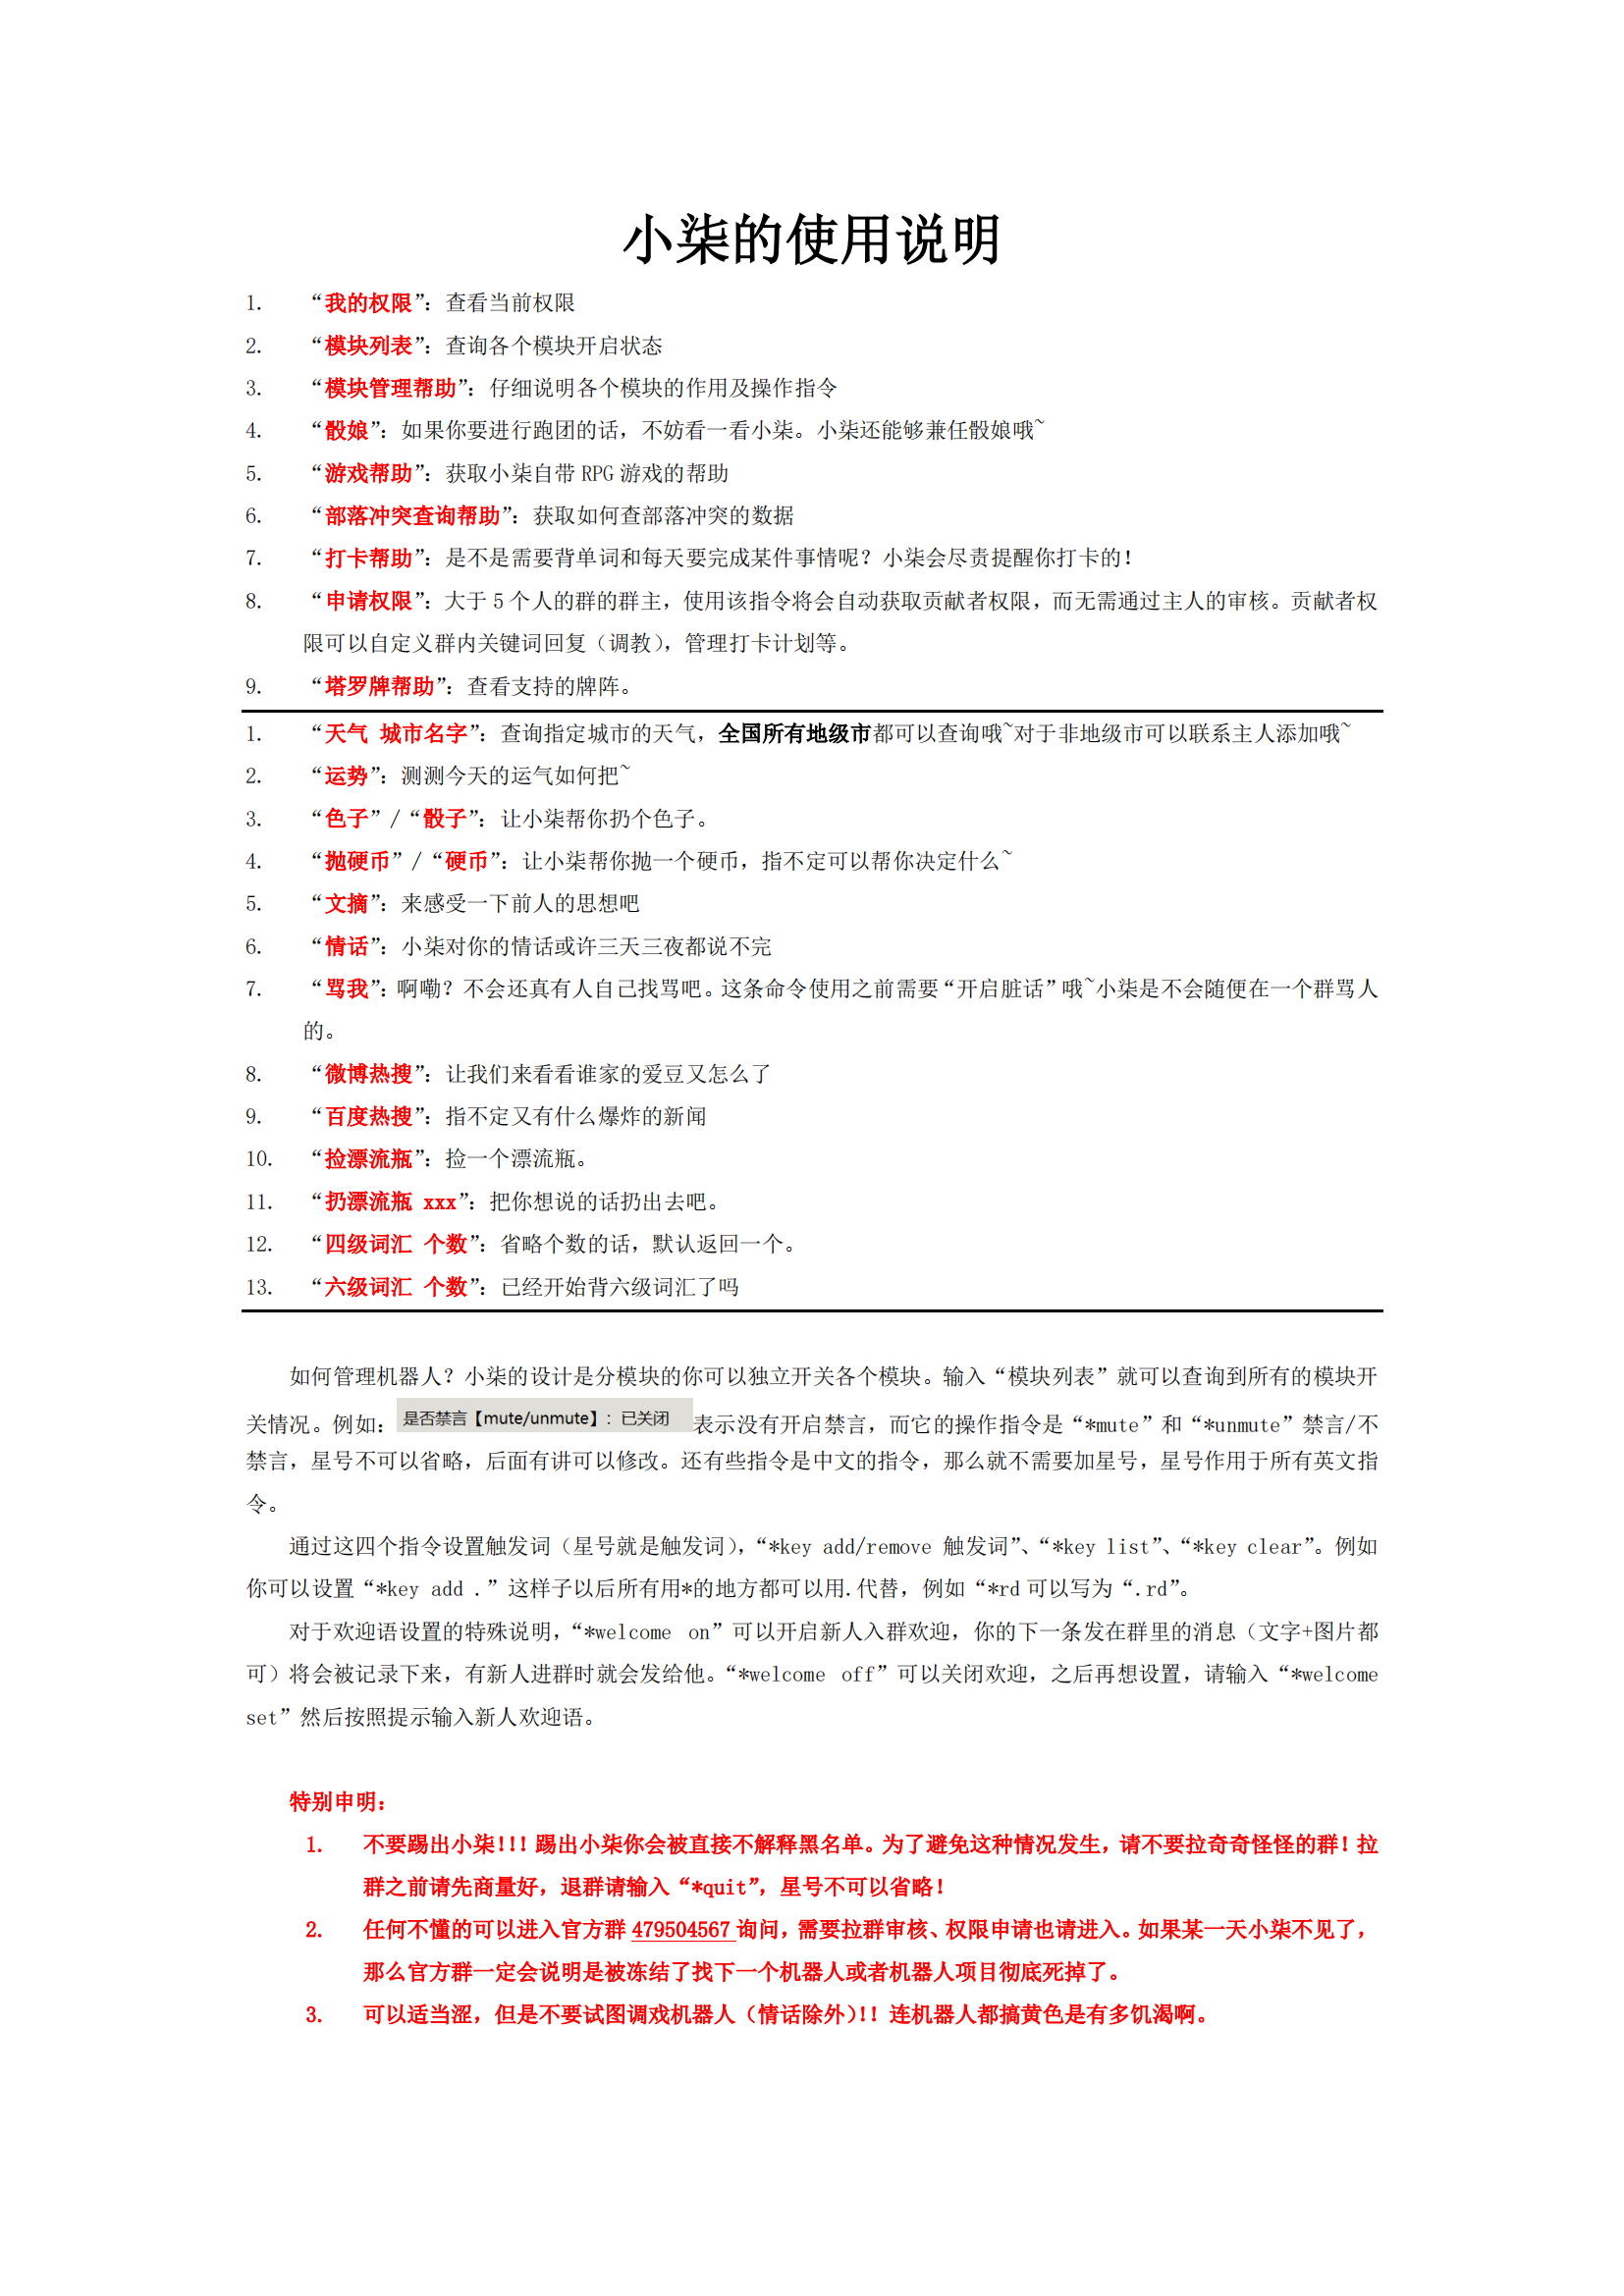 小柒的使用说明
1. “我的权限”：查看当前权限
2. “模块列表”：查询各个模块开启状态
3. “模块管理帮助”：仔细说明各个模块的作用及操作指令
4. “骰娘”：如果你要进行跑团的话，不妨看一看小柒。小柒还能够兼任骰娘哦~
5. “游戏帮助”：获取小柒自带 RPG 游戏的帮助
6. “部落冲突查询帮助”：获取如何查部落冲突的数据
7. “打卡帮助”：是不是需要背单词和每天要完成某件事情呢？小柒会尽责提醒你打卡的！
8. “申请权限”：大于 5 个人的群的群主，使用该指令将会自动获取贡献者权限，而无需通过主人的审核。贡献者权
限可以自定义群内关键词回复（调教），管理打卡计划等。
9. “塔罗牌帮助”：查看支持的牌阵。
1. “天气 城市名字”：查询指定城市的天气，全国所有地级市都可以查询哦~对于非地级市可以联系主人添加哦~
2. “运势”：测测今天的运气如何把~
3. “色子”/“骰子”：让小柒帮你扔个色子。
4. “抛硬币”/“硬币”：让小柒帮你抛一个硬币，指不定可以帮你决定什么~
5. “文摘”：来感受一下前人的思想吧
6. “情话”：小柒对你的情话或许三天三夜都说不完
7. “骂我”：啊嘞？不会还真有人自己找骂吧。这条命令使用之前需要“开启脏话”哦~小柒是不会随便在一个群骂人
的。
8. “微博热搜”：让我们来看看谁家的爱豆又怎么了
9. “百度热搜”：指不定又有什么爆炸的新闻
10. “捡漂流瓶”：捡一个漂流瓶。
11. “扔漂流瓶 xxx”：把你想说的话扔出去吧。
12. “四级词汇 个数”：省略个数的话，默认返回一个。
13. “六级词汇 个数”：已经开始背六级词汇了吗
如何管理机器人？小柒的设计是分模块的你可以独立开关各个模块。输入“模块列表”就可以查询到所有的模块开
关情况。例如：是否禁言【mute/unmute】：已关闭表示没有开启禁言，而它的操作指令是“*mute”和“*unmute”禁言/不
禁言，星号不可以省略，后面有讲可以修改。还有些指令是中文的指令，那么就不需要加星号，星号作用于所有英文指
令。
通过这四个指令设置触发词（星号就是触发词），“*key add/remove 触发词”、“*key list”、“*key clear”。例如
你可以设置“*key add .”这样子以后所有用*的地方都可以用.代替，例如“*rd 可以写为“.rd”。
对于欢迎语设置的特殊说明，“*welcome on”可以开启新人入群欢迎，你的下一条发在群里的消息（文字+图片都
可）将会被记录下来，有新人进群时就会发给他。“*welcome off”可以关闭欢迎，之后再想设置，请输入“*welcome
set”然后按照提示输入新人欢迎语。
特别申明：
1. 不要踢出小柒！！！踢出小柒你会被直接不解释黑名单。为了避免这种情况发生，请不要拉奇奇怪怪的群！拉
群之前请先商量好，退群请输入“*quit”，星号不可以省略！
2. 任何不懂的可以进入官方群 479504567 询问，需要拉群审核、权限申请也请进入。如果某一天小柒不见了，
那么官方群一定会说明是被冻结了找下一个机器人或者机器人项目彻底死掉了。
3. 可以适当涩，但是不要试图调戏机器人（情话除外）！！连机器人都搞黄色是有多饥渴啊。